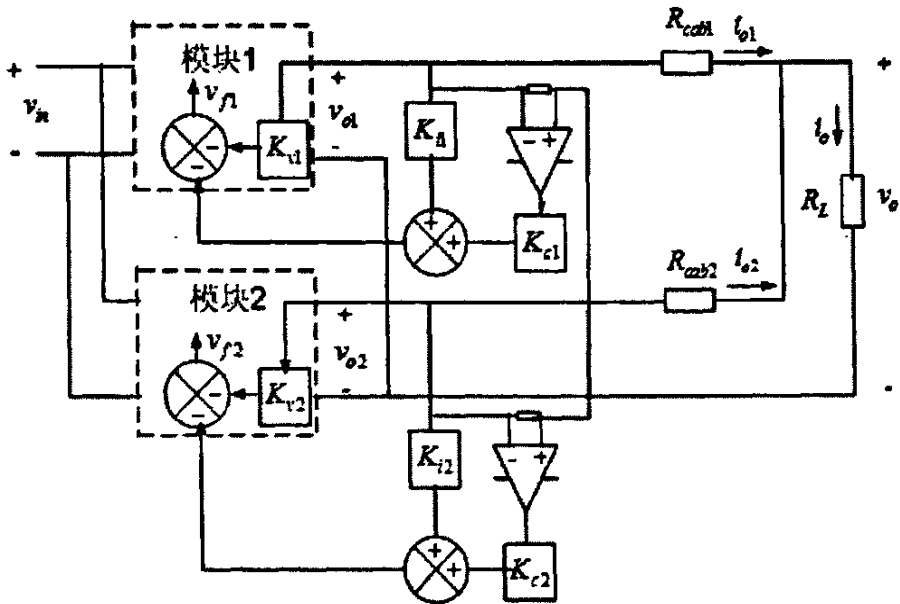 R_cab1 i_o1
+ 模块1 + +
v_f1
v_in v_o1 K_i1 - + i_o
- K_v1 -
- -
R_L v_o
+
+ K_c1
R_cab2 i_o2
模块2 +
v_f2
v_o2
- K_v2 - -
-
K_i2 - +
+
+ K_c2